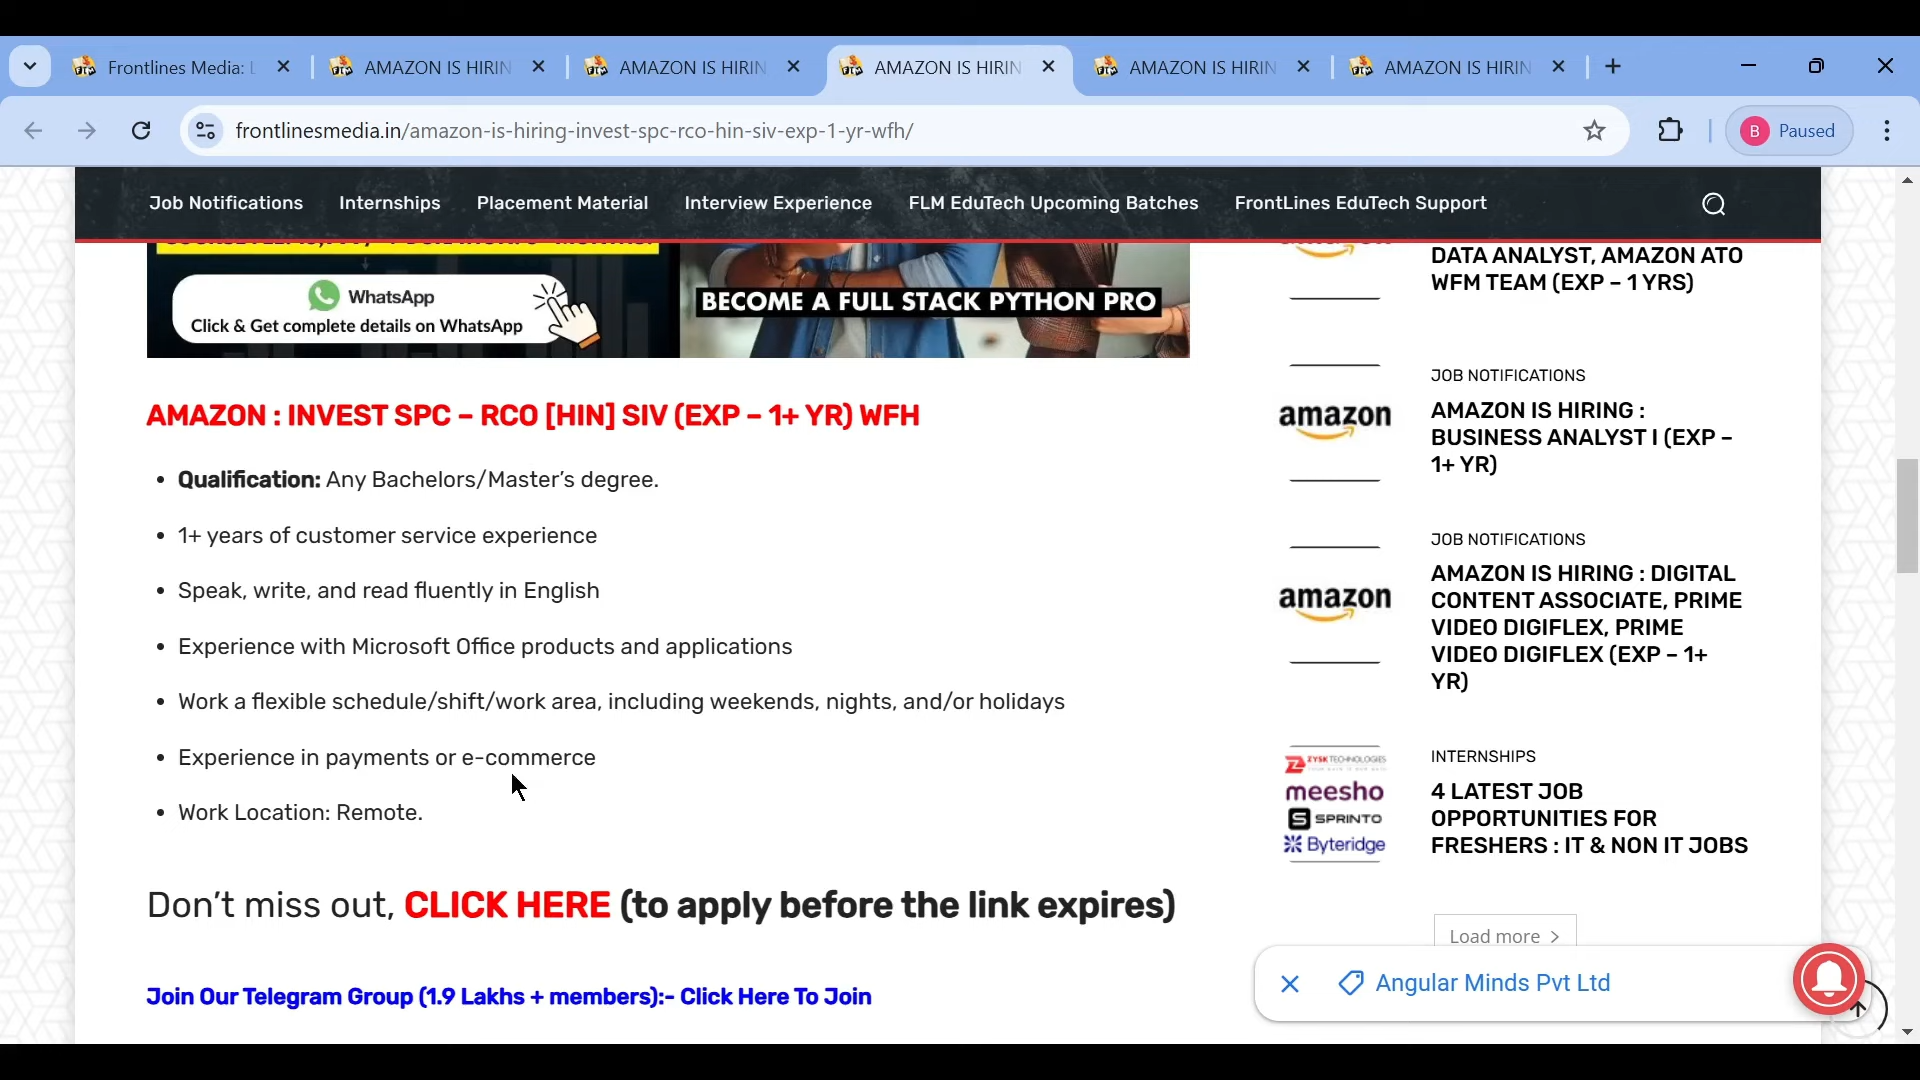 Frontlines Media: L
AMAZON IS HIRIN
AMAZON IS HIRIN
AMAZON IS HIRIN
AMAZON IS HIRIN
AMAZON IS HIRIN
frontlinesmedia.in/amazon-is-hiring-invest-spc-rco-hin-siv-exp-1-yr-wfh/
B Paused
Job Notifications
Internships
Placement Material
Interview Experience
FLM EduTech Upcoming Batches
FrontLines EduTech Support
WhatsApp
Click & Get complete details on WhatsApp
BECOME A FULL STACK PYTHON PRO
AMAZON : INVEST SPC – RCO [HIN] SIV (EXP – 1+ YR) WFH
• Qualification: Any Bachelors/Master’s degree.
• 1+ years of customer service experience
• Speak, write, and read fluently in English
• Experience with Microsoft Office products and applications
• Work a flexible schedule/shift/work area, including weekends, nights, and/or holidays
• Experience in payments or e-commerce
• Work Location: Remote.
Don’t miss out, CLICK HERE (to apply before the link expires)
Join Our Telegram Group (1.9 Lakhs + members):- Click Here To Join
DATA ANALYST, AMAZON ATO
WFM TEAM (EXP – 1 YRS)
amazon
JOB NOTIFICATIONS
AMAZON IS HIRING :
BUSINESS ANALYST I (EXP –
1+ YR)
amazon
JOB NOTIFICATIONS
AMAZON IS HIRING : DIGITAL
CONTENT ASSOCIATE, PRIME
VIDEO DIGIFLEX, PRIME
VIDEO DIGIFLEX (EXP – 1+
YR)
ZYSK TECHNOLOGIES
meesho
SPRINTO
Byteridge
INTERNSHIPS
4 LATEST JOB
OPPORTUNITIES FOR
FRESHERS : IT & NON IT JOBS
Load more
Angular Minds Pvt Ltd